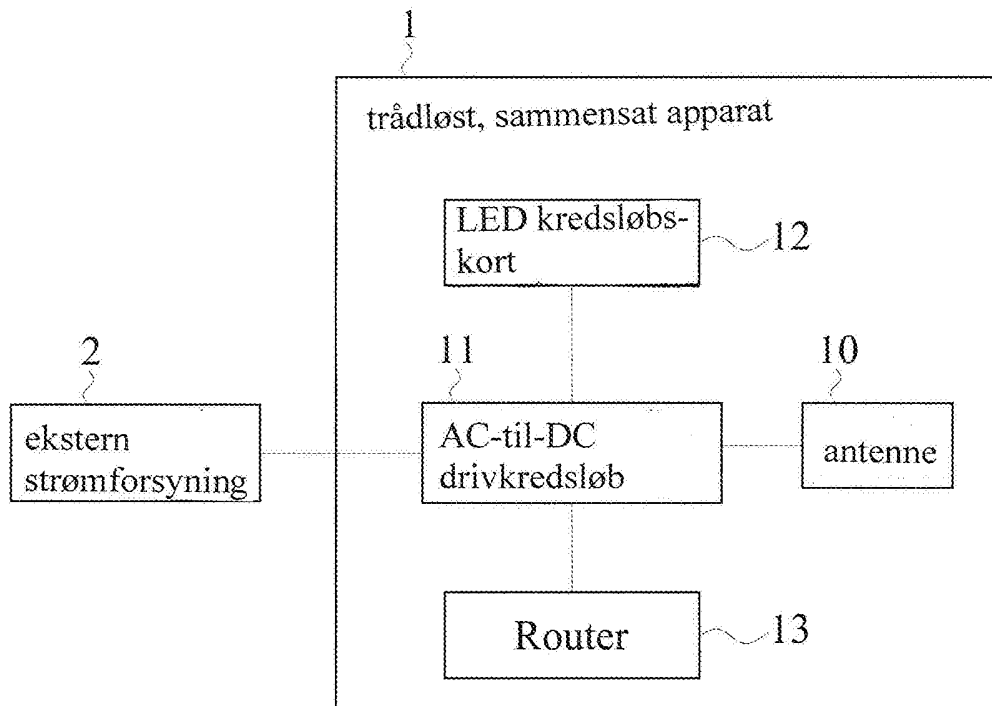 1
trådløst, sammensat apparat
LED kredsløbs-
kort
12
2
11
10
ekstern
strømforsyning
AC-til-DC
drivkredsløb
antenne
Router
13